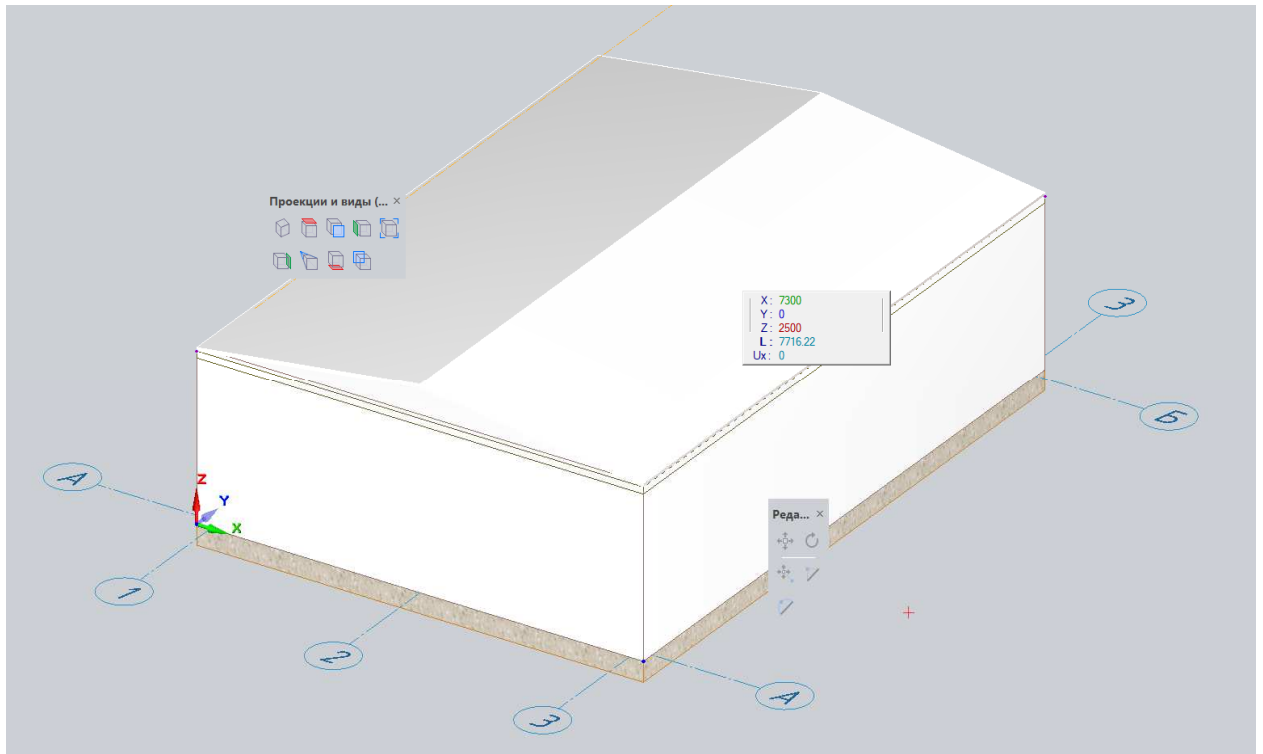 Проекции и виды (... ×
X: 7300
Y: 0
Z: 2500
L: 7716.22
Ux: 0
3
Б
A
Z
Y
X
Реда... ×
1
2
A
3